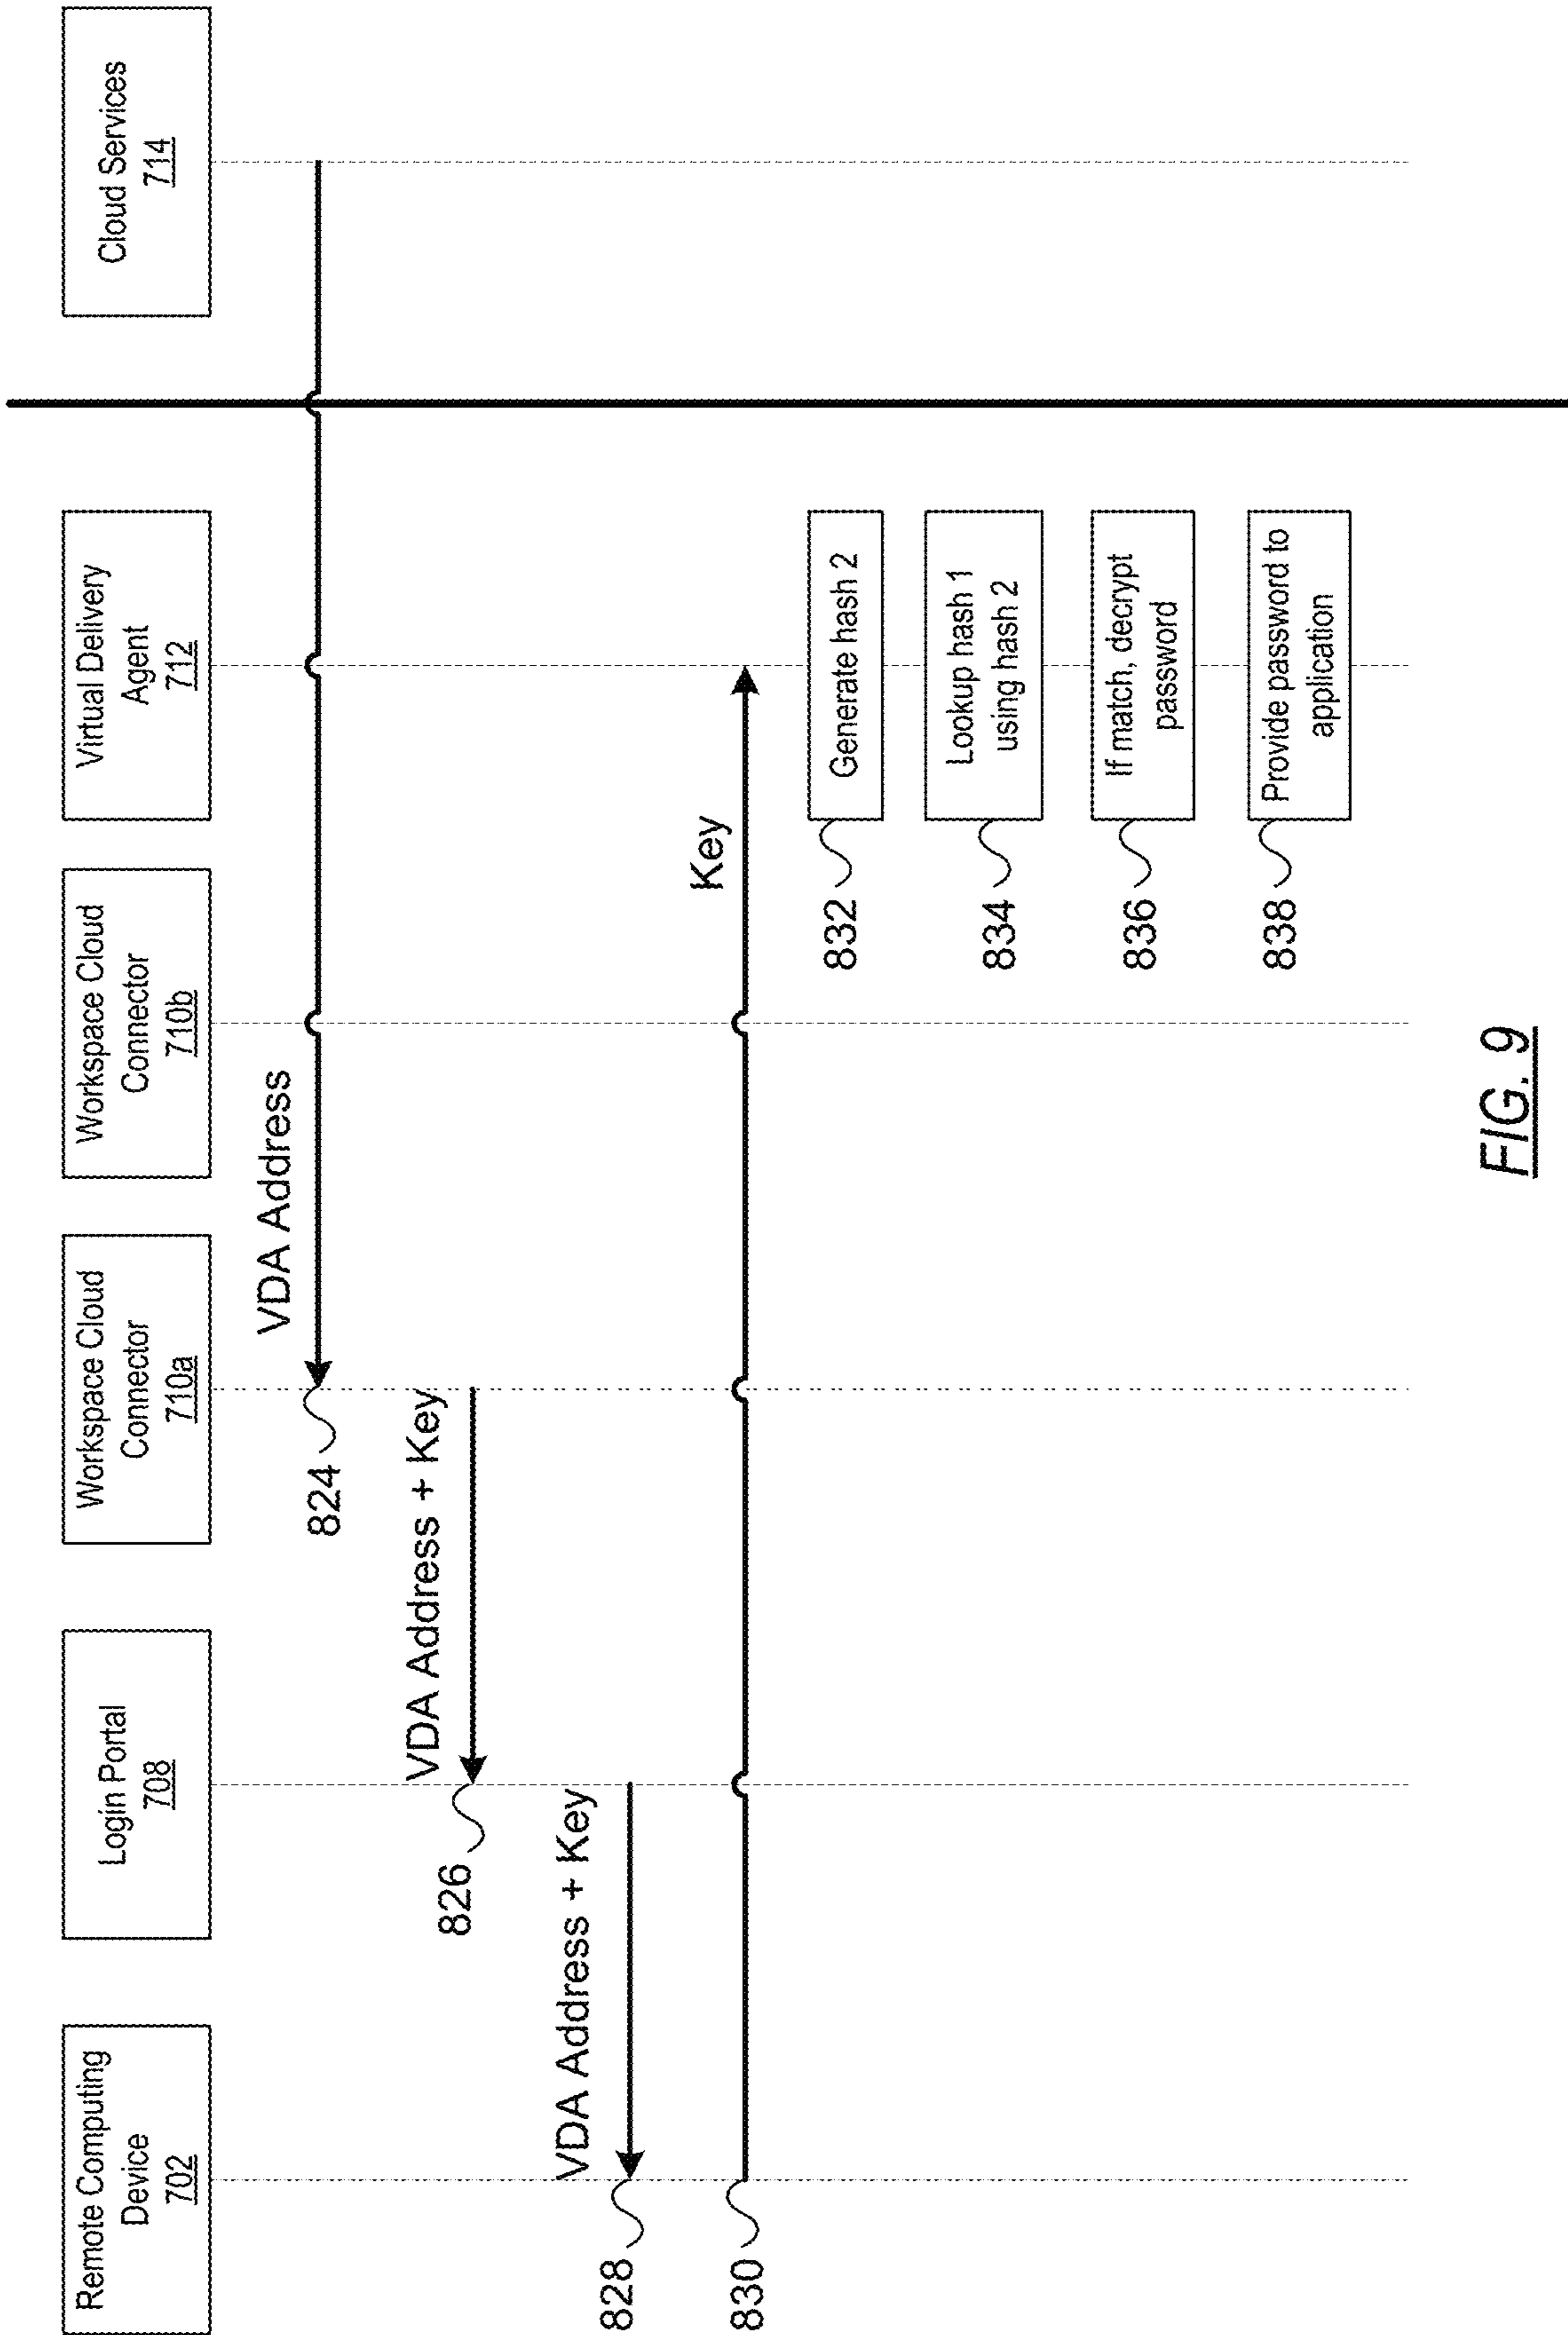 Remote Computing
Device
702
Login Portal
708
Workspace Cloud
Connector
710a
Workspace Cloud
Connector
710b
Virtual Delivery
Agent
712
Cloud Services
714
VDA Address
824
VDA Address + Key
826
VDA Address + Key
828
Key
830
832
Generate hash 2
834
Lookup hash 1
using hash 2
836
If match, decrypt
password
838
Provide password to
application
FIG. 9